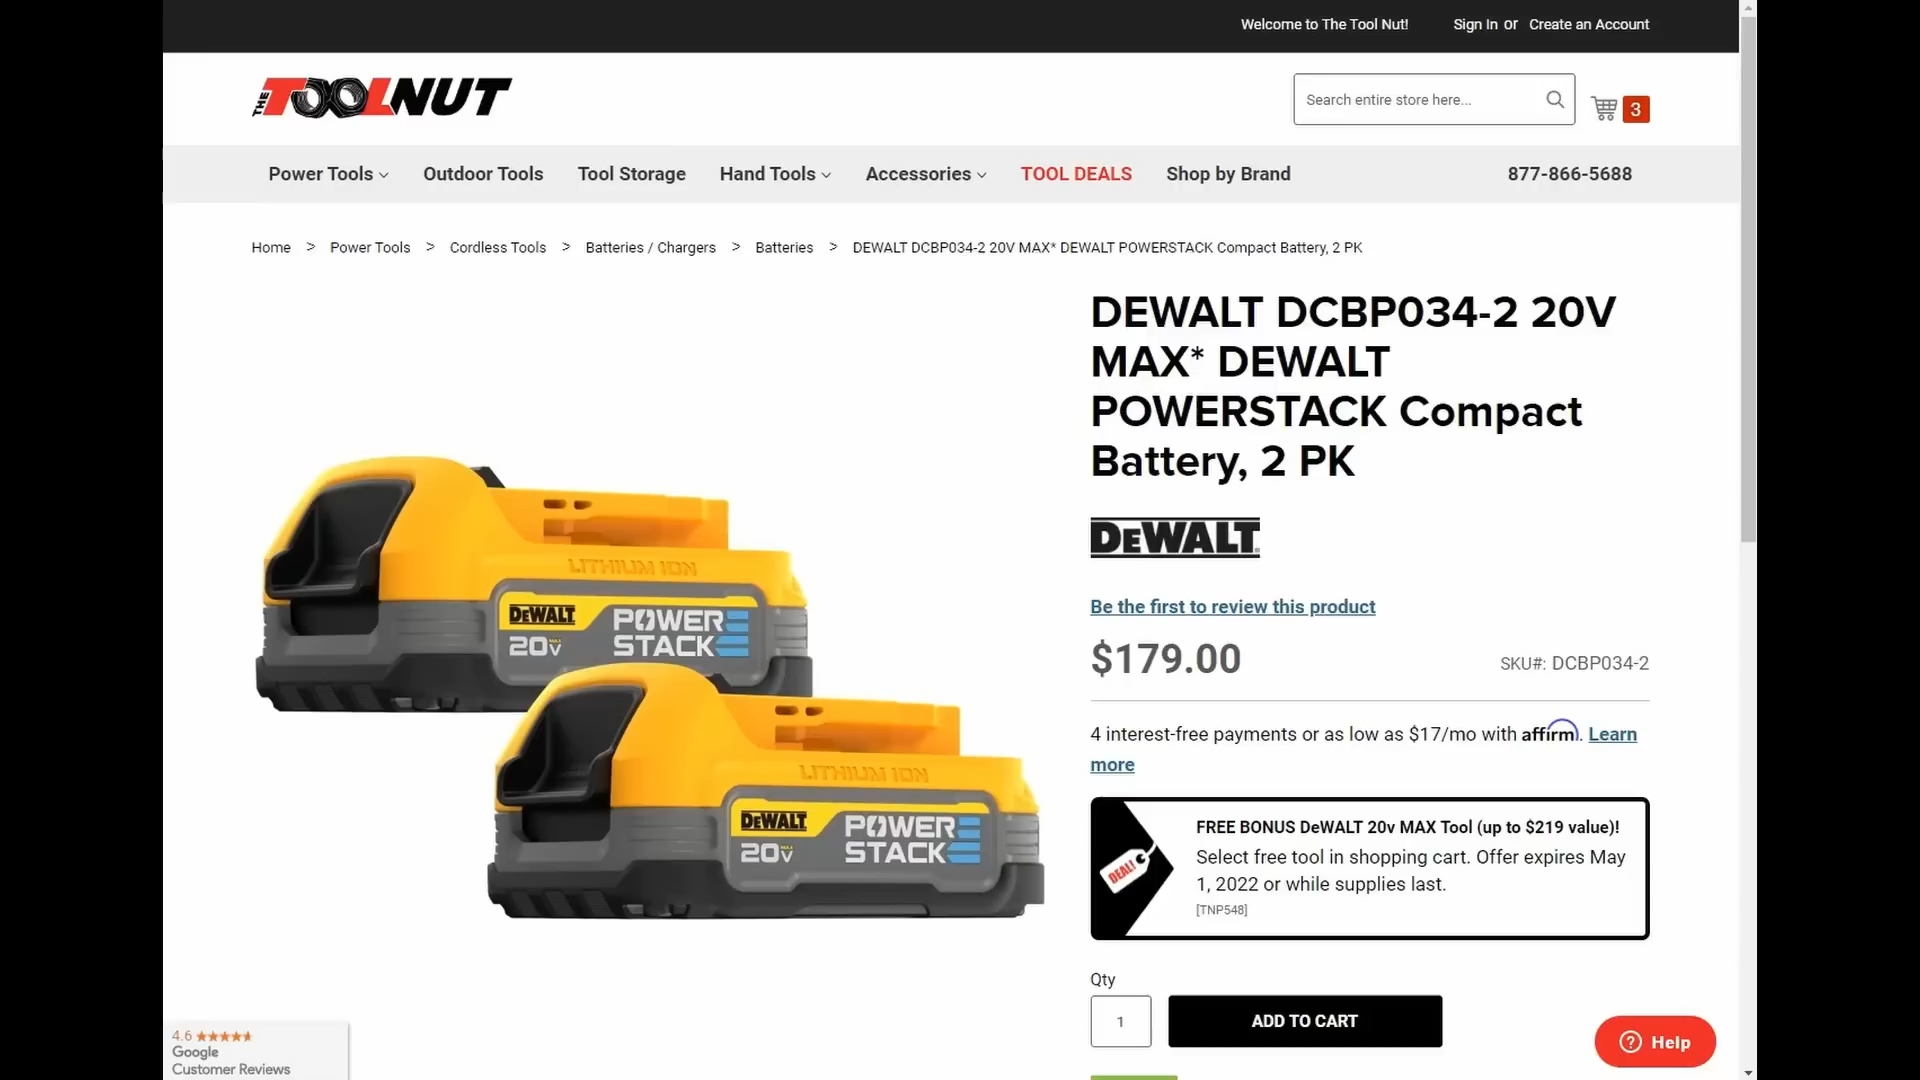 Welcome to The Tool Nut!
Sign In or Create an Account
THE TOOLNUT
Search entire store here...
3
Power Tools
Outdoor Tools
Tool Storage
Hand Tools
Accessories
TOOL DEALS
Shop by Brand
877-866-5688
Home > Power Tools > Cordless Tools > Batteries / Chargers > Batteries > DEWALT DCBP034-2 20V MAX* DEWALT POWERSTACK Compact Battery, 2 PK
DEWALT DCBP034-2 20V
MAX* DEWALT
POWERSTACK Compact
Battery, 2 PK
DEWALT
Be the first to review this product
$179.00
SKU#: DCBP034-2
4 interest-free payments or as low as $17/mo with affirm. Learn
more
DEAL!
FREE BONUS DeWALT 20v MAX Tool (up to $219 value)!
Select free tool in shopping cart. Offer expires May
1, 2022 or while supplies last.
[TNP548]
Qty
1
ADD TO CART
LITHIUM ION
DEWALT
20V MAX
POWER
STACK
LITHIUM ION
DEWALT
20V MAX
POWER
STACK
4.6
Google
Customer Reviews
? Help